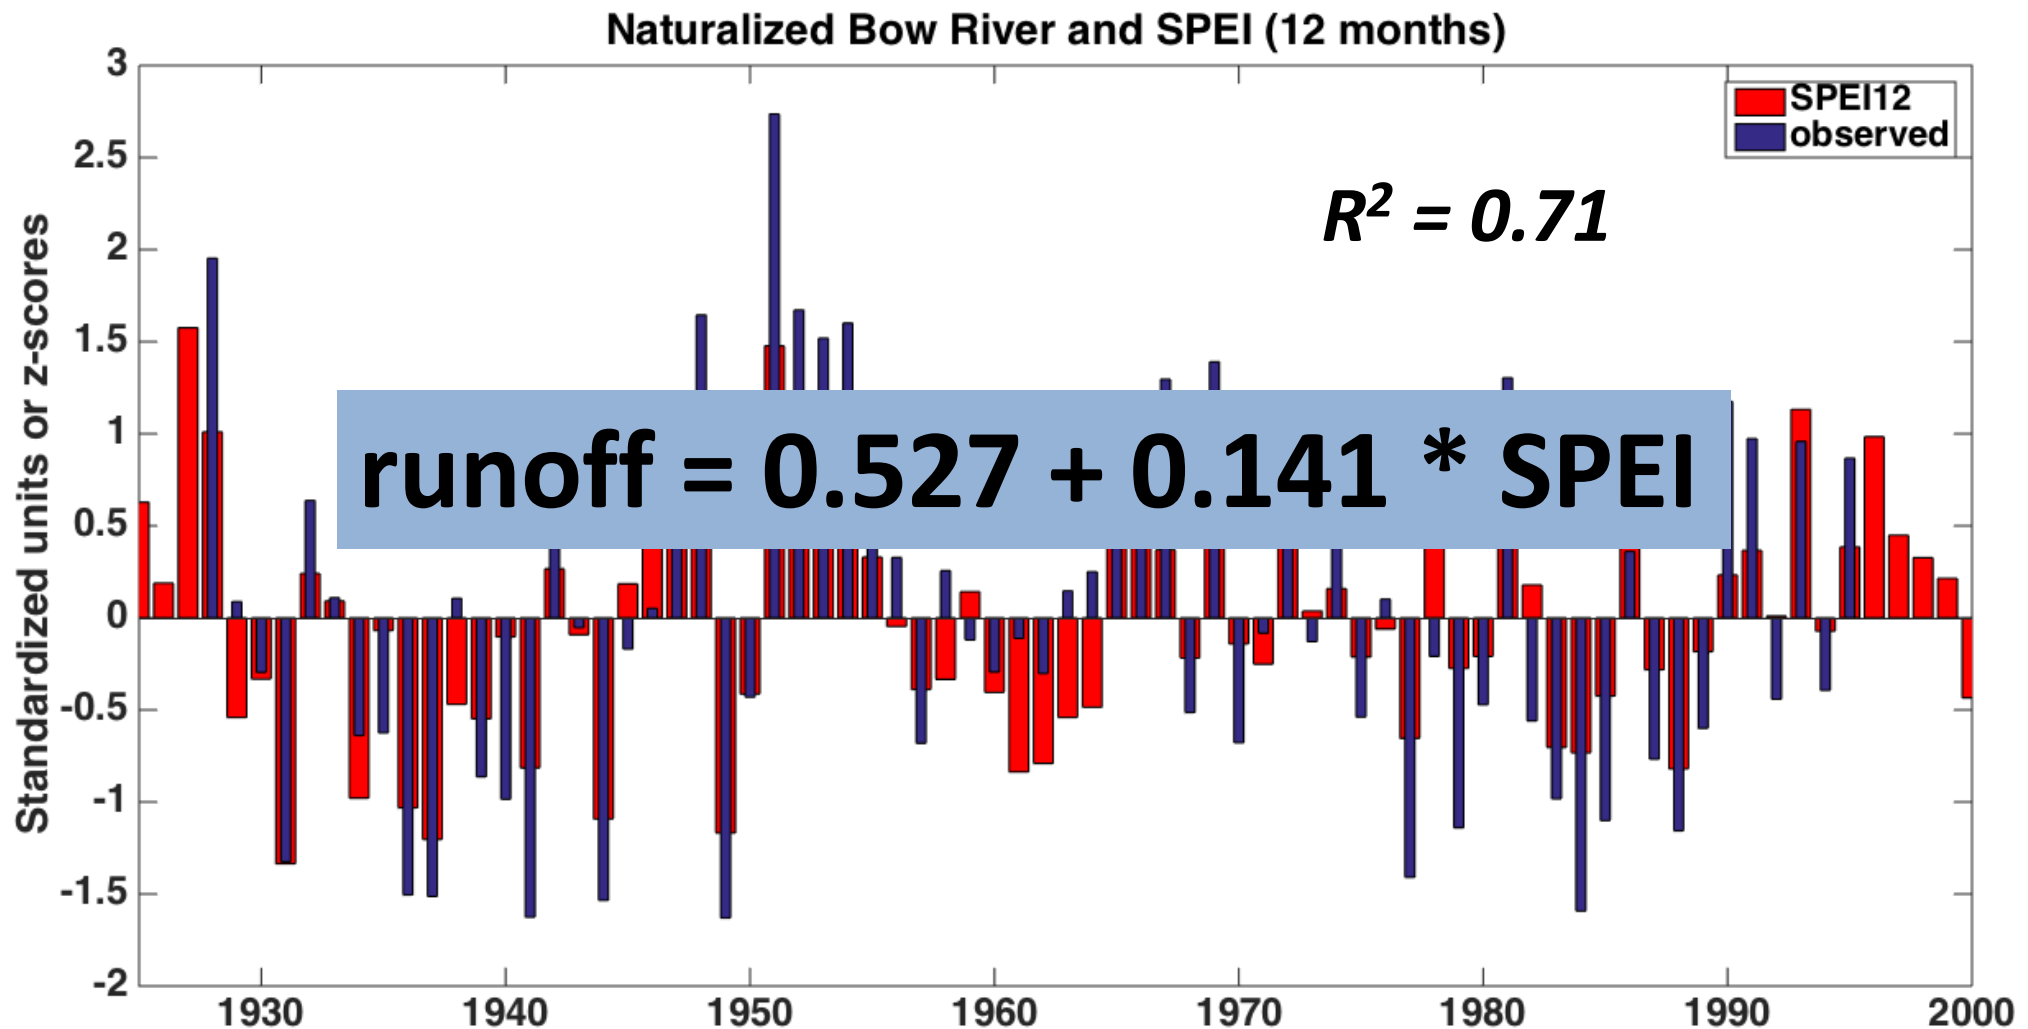 Naturalized Bow River and SPEI (12 months)
3
2.5
2
1.5
1
0.5
0
-0.5
-1
-1.5
-2
Standardized units or z-scores
SPEI12
observed
R² = 0.71
runoff = 0.527 + 0.141 * SPEI
1930 1940 1950 1960 1970 1980 1990 2000